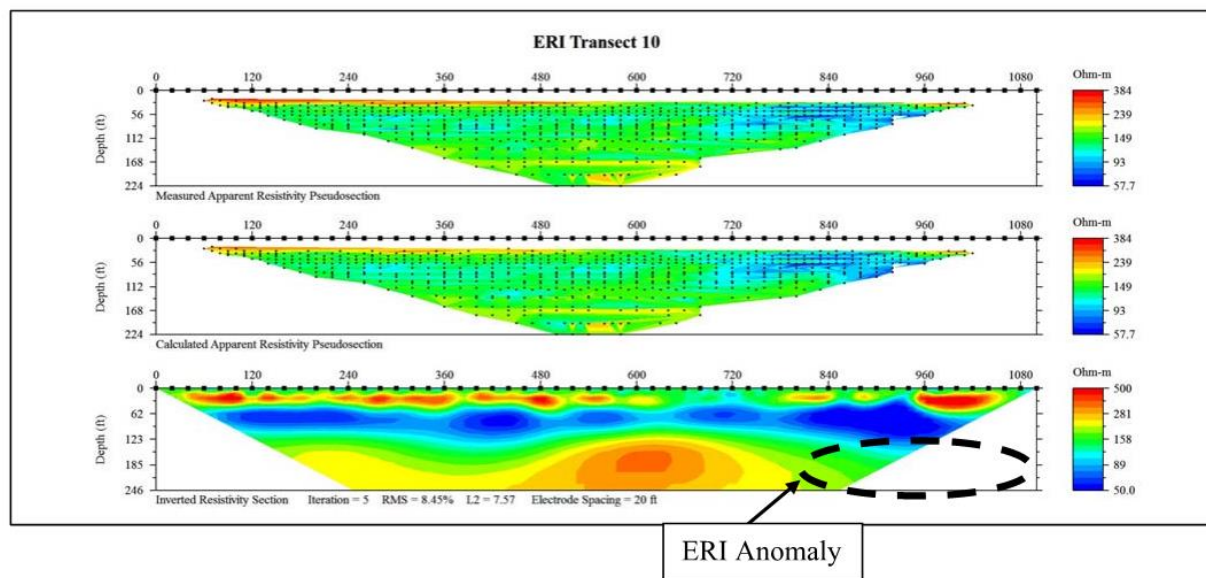 ERI Transect 10
0 120 240 360 480 600 720 840 960 1080
Ohm-m
Depth (ft)
0
56
112
168
224
384
239
149
93
57.7
Measured Apparent Resistivity Pseudosection
0 120 240 360 480 600 720 840 960 1080
Ohm-m
Depth (ft)
0
56
112
168
224
384
239
149
93
57.7
Calculated Apparent Resistivity Pseudosection
0 120 240 360 480 600 720 840 960 1080
Ohm-m
Depth (ft)
0
62
123
185
246
500
281
158
89
50.0
Inverted Resistivity Section Iteration = 5 RMS = 8.45% L2 = 7.57 Electrode Spacing = 20 ft
ERI Anomaly